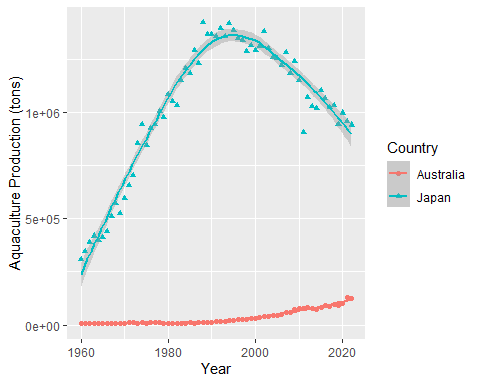 Aquaculture Production (tons)
1e+06
5e+05
0e+00
1960
1980
2000
2020
Year
Country
Australia
Japan